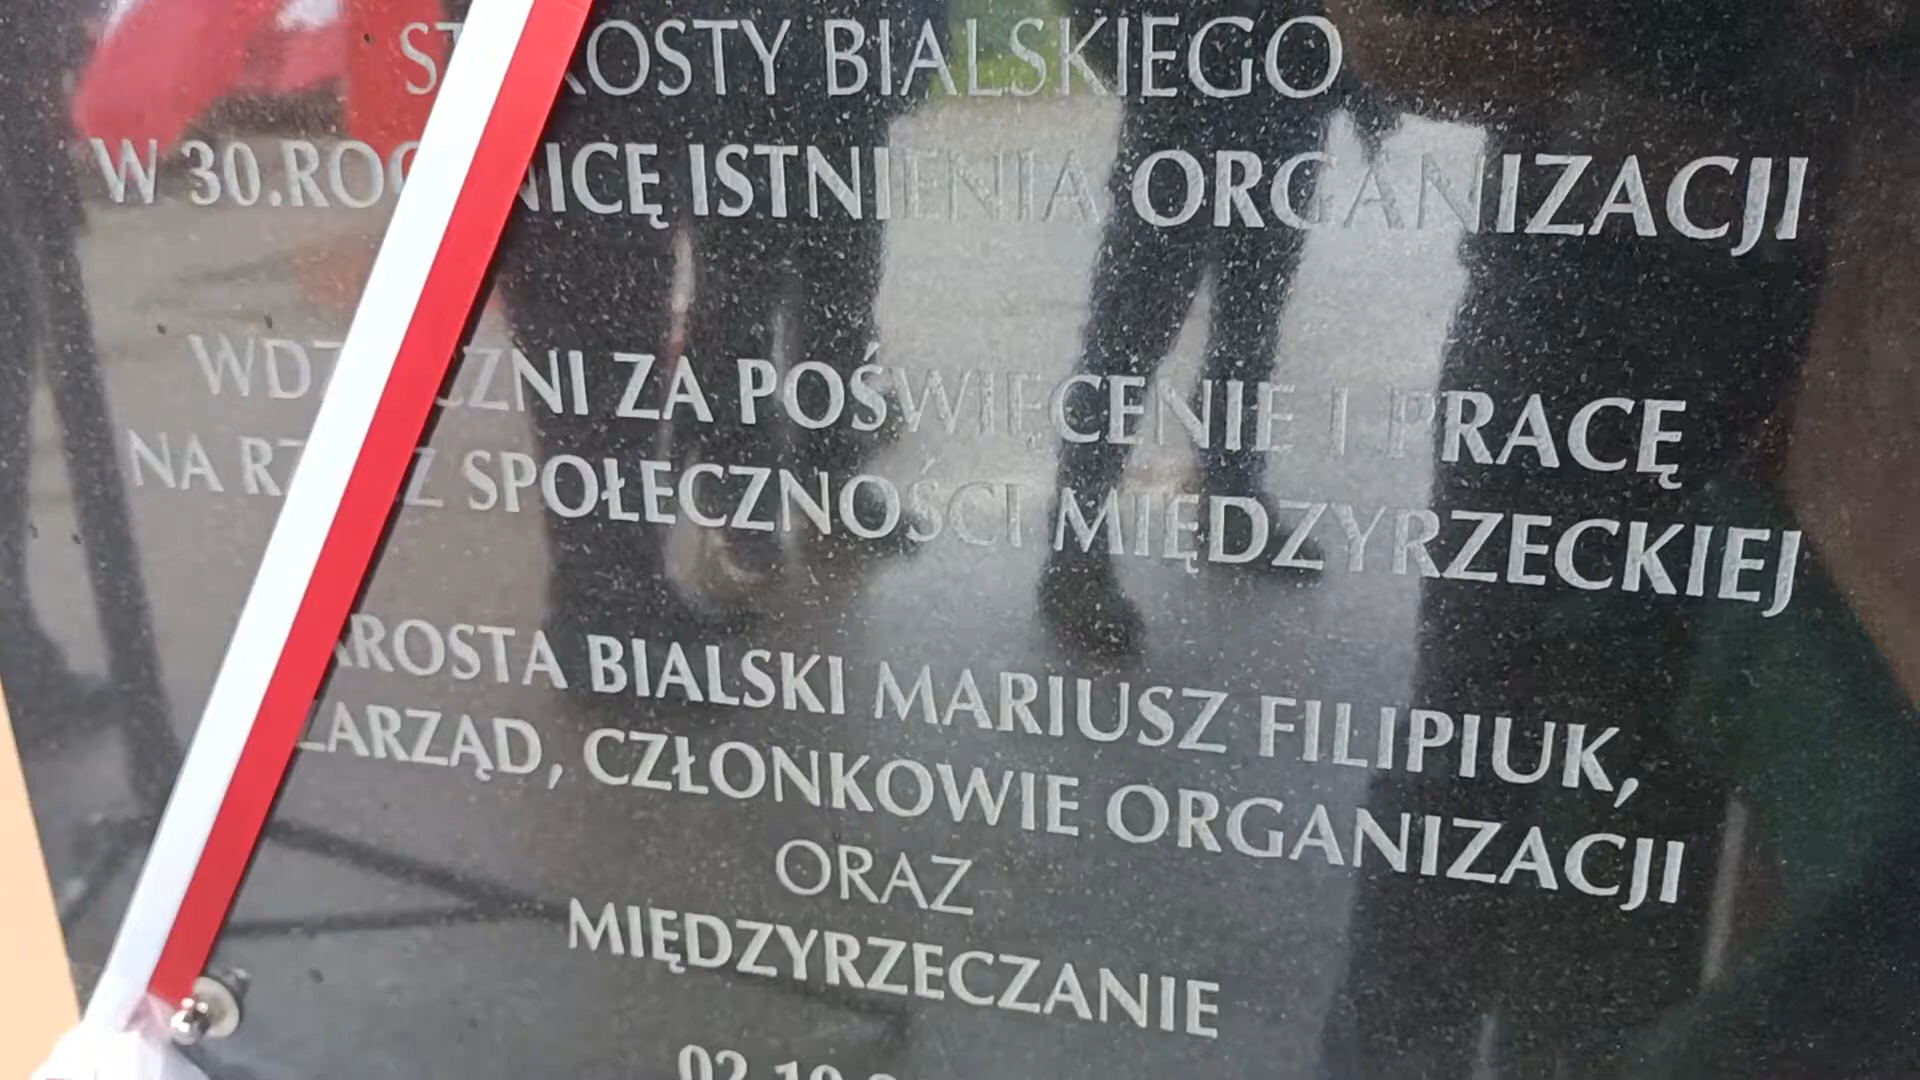 STAROSTY BIALSKIEGO
W 30.ROCZNICĘ ISTNIENIA ORGANIZACJI
WDZIĘCZNI ZA POŚWIĘCENIE I PRACĘ
NA RZECZ SPOŁECZNOŚCI MIĘDZYRZECKIEJ
STAROSTA BIALSKI MARIUSZ FILIPIUK,
ZARZĄD, CZŁONKOWIE ORGANIZACJI
ORAZ
MIĘDZYRZECZANIE